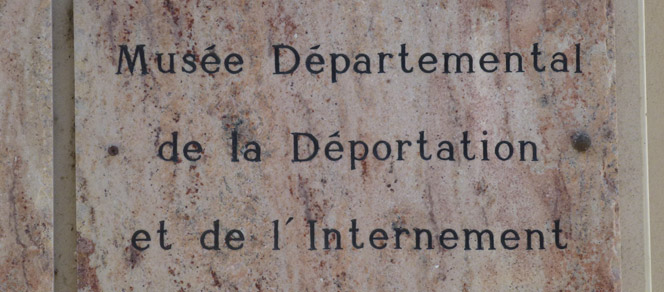 Musée Départemental
de la Déportation
et de l'Internement